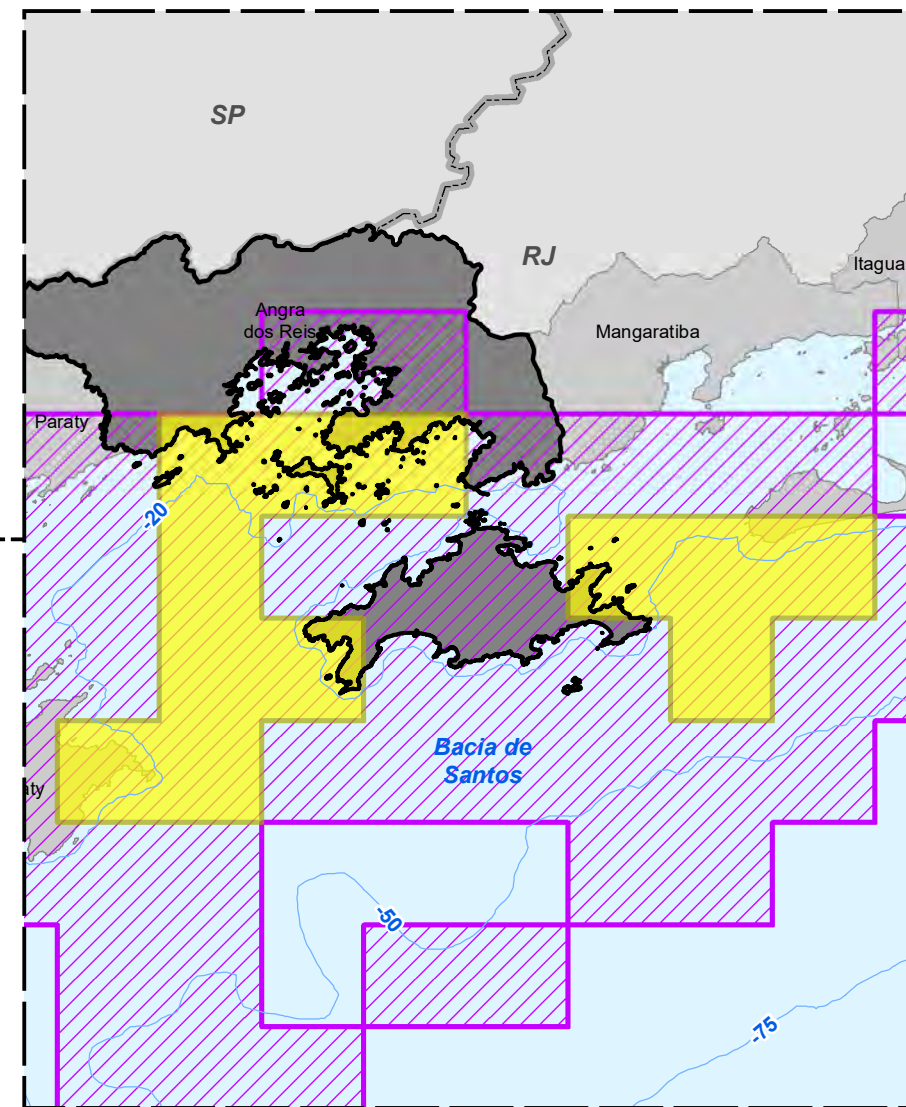 SP
RJ
Itagua
Angra
dos Reis
Mangaratiba
Paraty
-20
Bacia de
Santos
aty
-50
-75